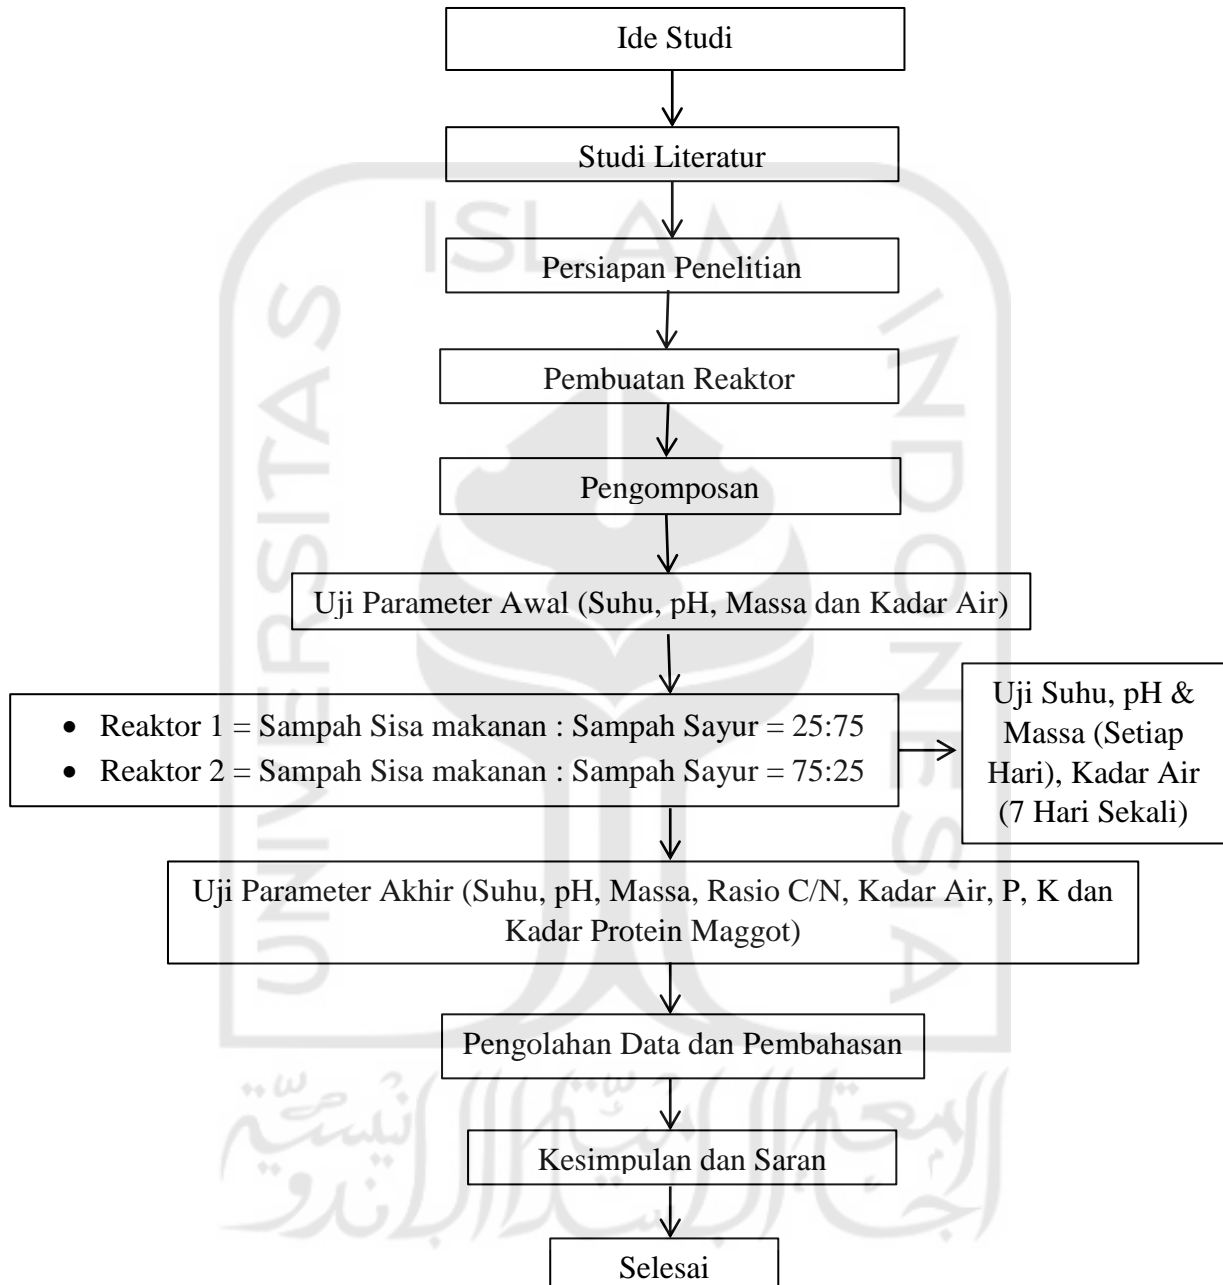 Ide Studi
Studi Literatur
Persiapan Penelitian
Pembuatan Reaktor
Pengomposan
Uji Parameter Awal (Suhu, pH, Massa dan Kadar Air)
• Reaktor 1 = Sampah Sisa makanan : Sampah Sayur = 25:75
• Reaktor 2 = Sampah Sisa makanan : Sampah Sayur = 75:25
Uji Suhu, pH &
Massa (Setiap
Hari), Kadar Air
(7 Hari Sekali)
Uji Parameter Akhir (Suhu, pH, Massa, Rasio C/N, Kadar Air, P, K dan
Kadar Protein Maggot)
Pengolahan Data dan Pembahasan
Kesimpulan dan Saran
Selesai
UNIVERSITAS
ISLAM
INDONESIA